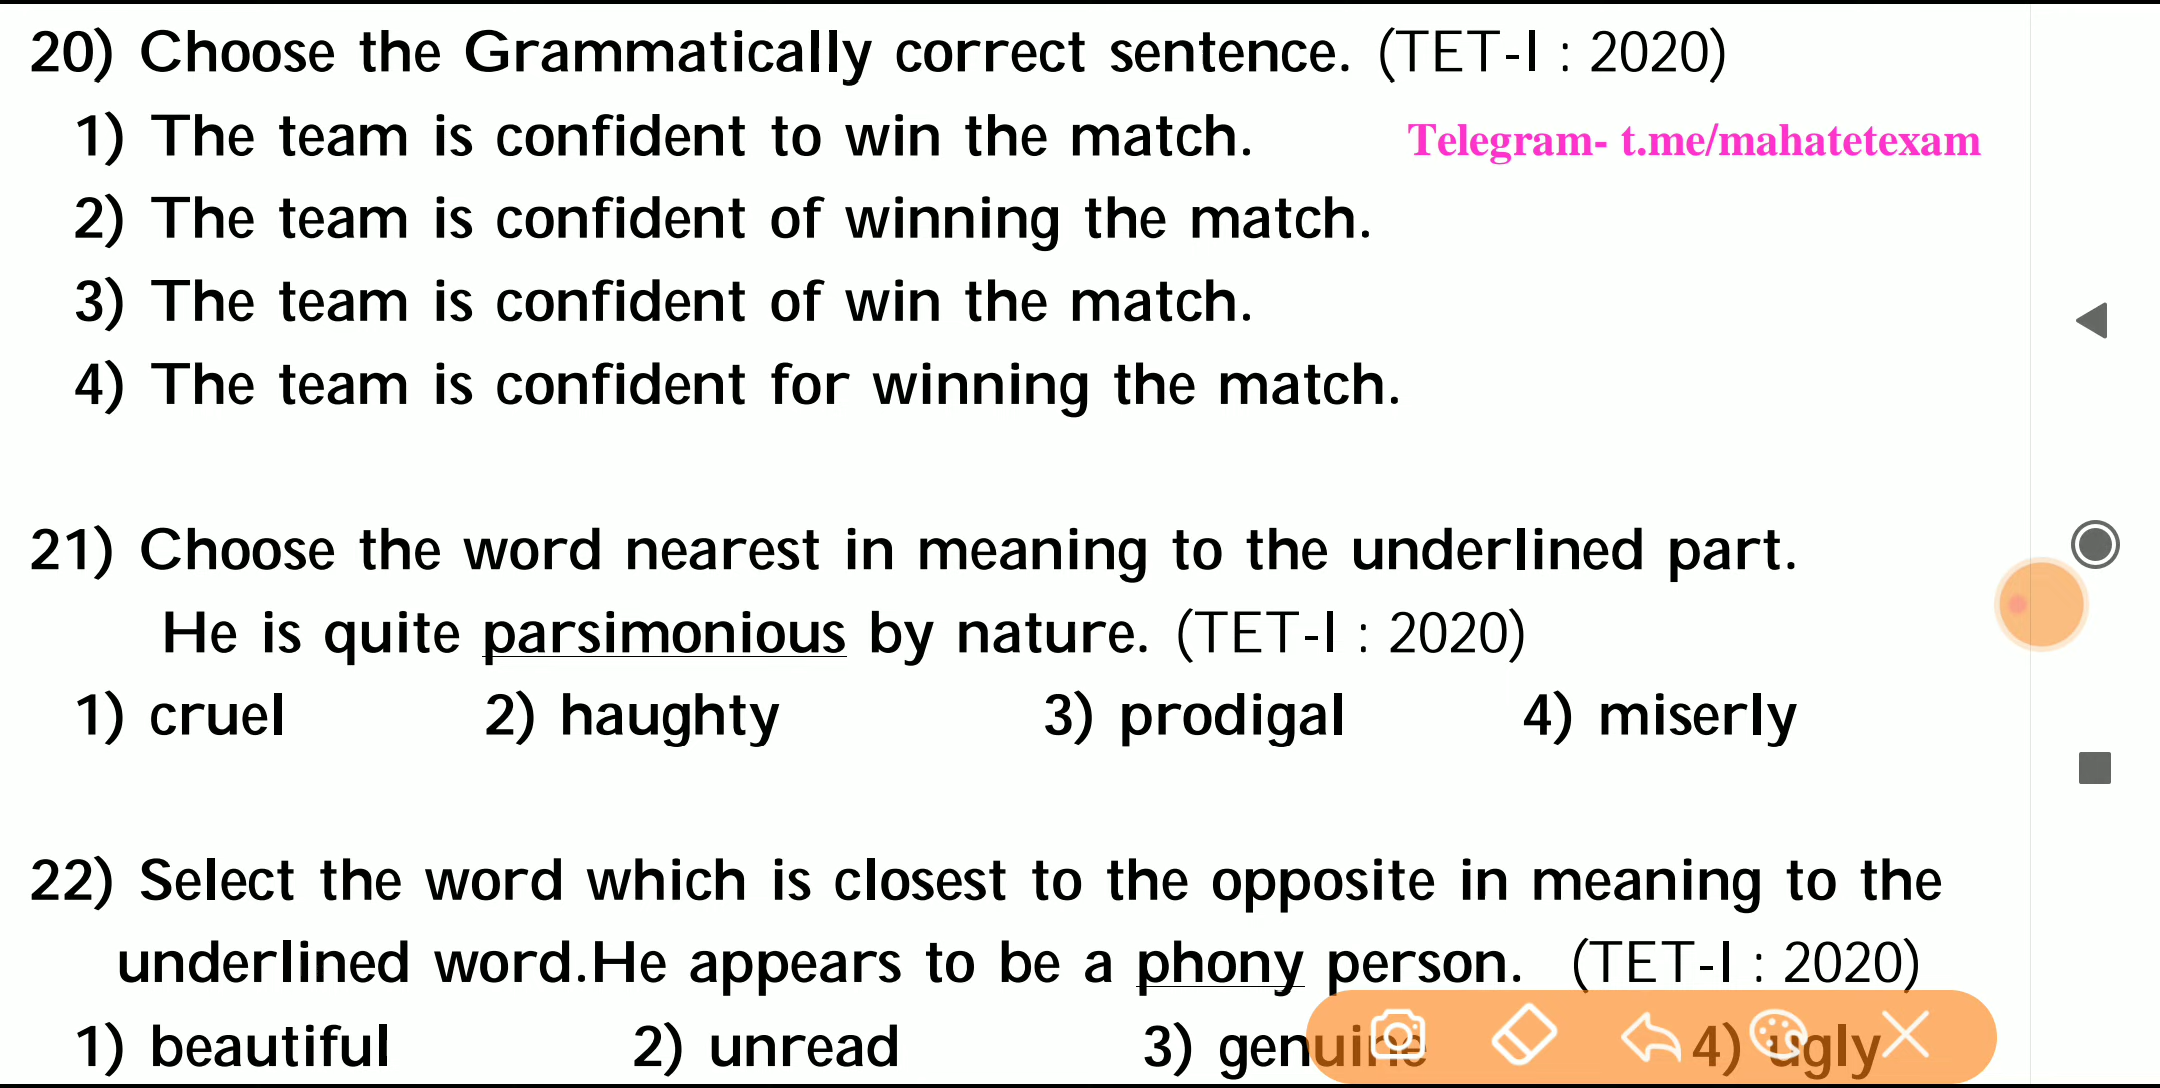 20) Choose the Grammatically correct sentence. (TET-I : 2020)
1) The team is confident to win the match.
Telegram- t.me/mahatetexam
2) The team is confident of winning the match.
3) The team is confident of win the match.
4) The team is confident for winning the match.
21) Choose the word nearest in meaning to the underlined part.
He is quite parsimonious by nature. (TET-I : 2020)
1) cruel 2) haughty 3) prodigal 4) miserly
22) Select the word which is closest to the opposite in meaning to the
underlined word.He appears to be a phony person. (TET-I : 2020)
1) beautiful 2) unread 3) genuine 4) ugly